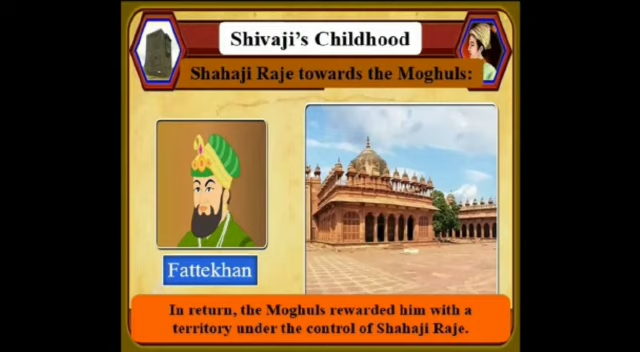 Shivaji's Childhood
Shahaji Raje towards the Moghuls:
Fattekhan
In return, the Moghuls rewarded him with a
territory under the control of Shahaji Raje.